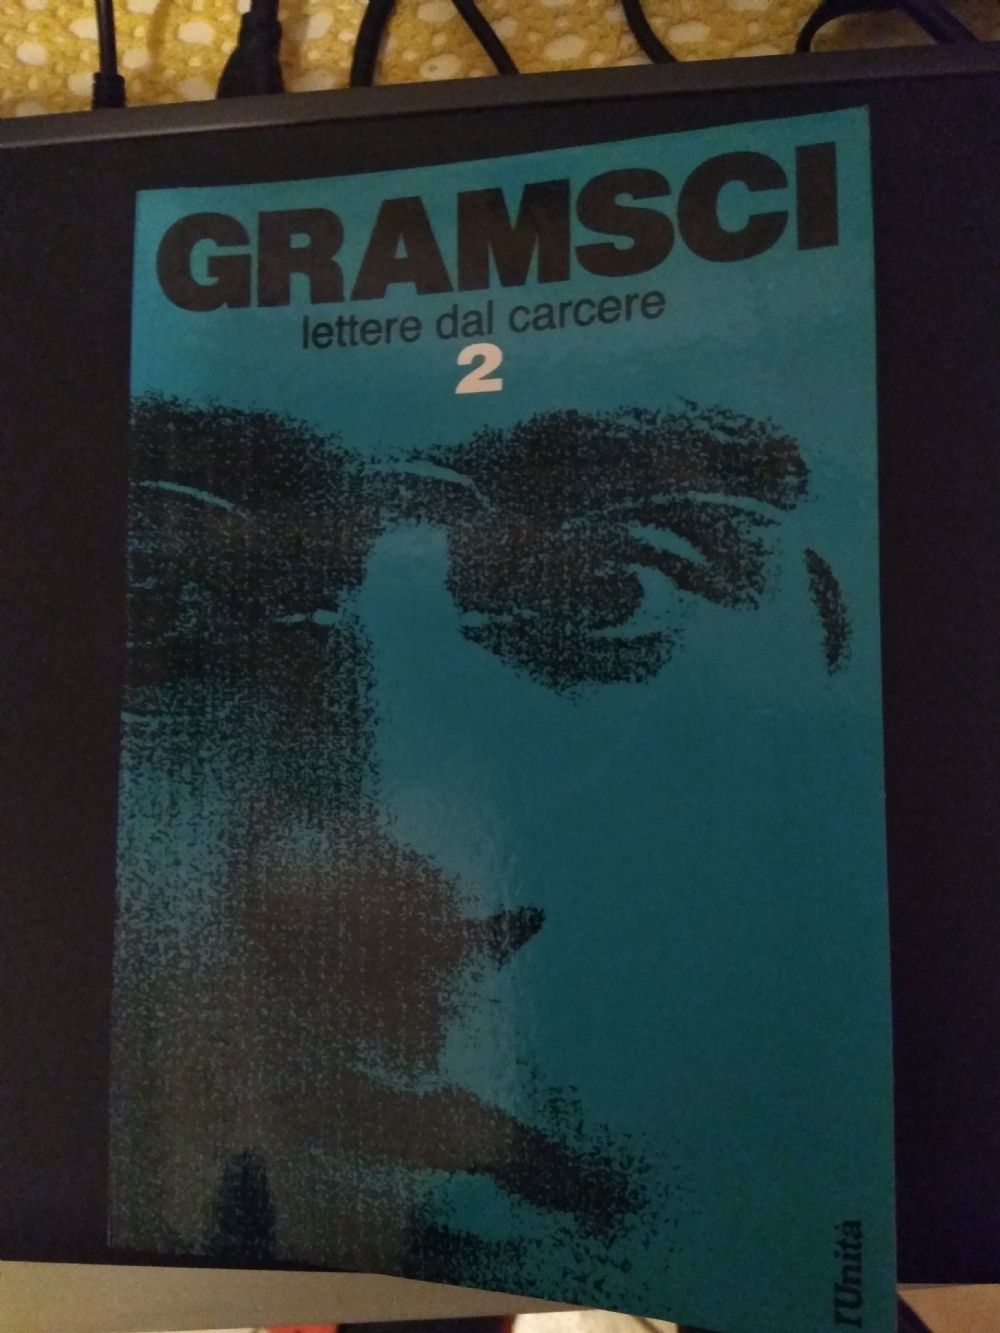 GRAMSCI
lettere dal carcere
2
l'Unità